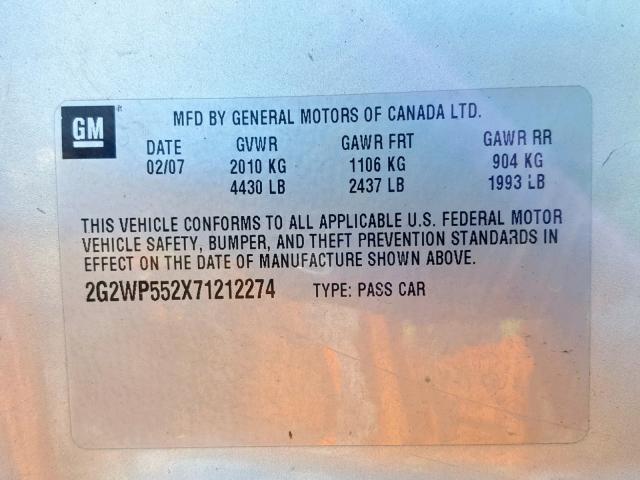 GM
MFD BY GENERAL MOTORS OF CANADA LTD.
DATE GVWR GAWR FRT GAWR RR
02/07 2010 KG 1106 KG 904 KG
4430 LB 2437 LB 1993 LB
THIS VEHICLE CONFORMS TO ALL APPLICABLE U.S. FEDERAL MOTOR
VEHICLE SAFETY, BUMPER, AND THEFT PREVENTION STANDARDS IN
EFFECT ON THE DATE OF MANUFACTURE SHOWN ABOVE.
2G2WP552X71212274 TYPE: PASS CAR